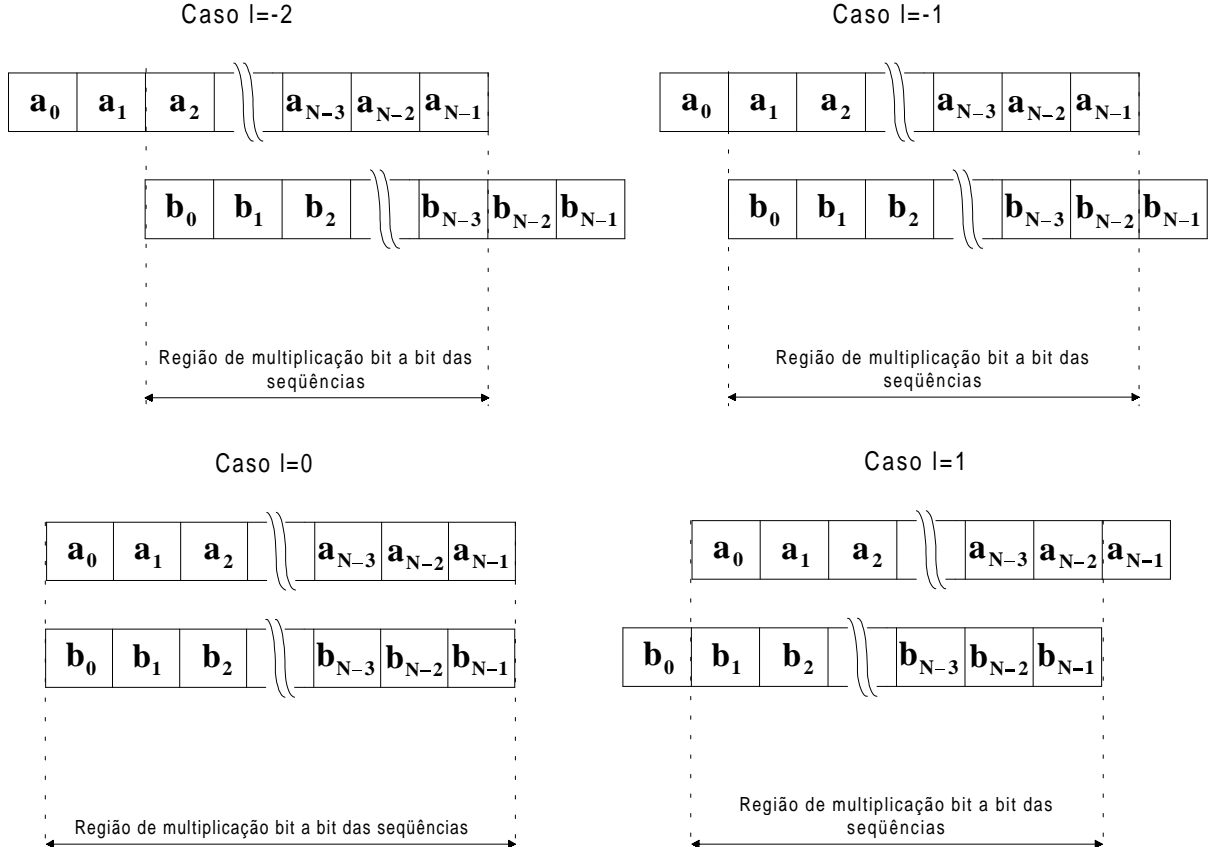 Caso l=-2
a0 a1 a2 aN−3 aN−2 aN−1
b0 b1 b2 bN−3 bN−2 bN−1
Região de multiplicação bit a bit das
seqüências
Caso l=-1
a0 a1 a2 aN−3 aN−2 aN−1
b0 b1 b2 bN−3 bN−2 bN−1
Região de multiplicação bit a bit das
seqüências
Caso l=0
a0 a1 a2 aN−3 aN−2 aN−1
b0 b1 b2 bN−3 bN−2 bN−1
Região de multiplicação bit a bit das seqüências
Caso l=1
a0 a1 a2 aN−3 aN−2 aN−1
b0 b1 b2 bN−3 bN−2 bN−1
Região de multiplicação bit a bit das
seqüências